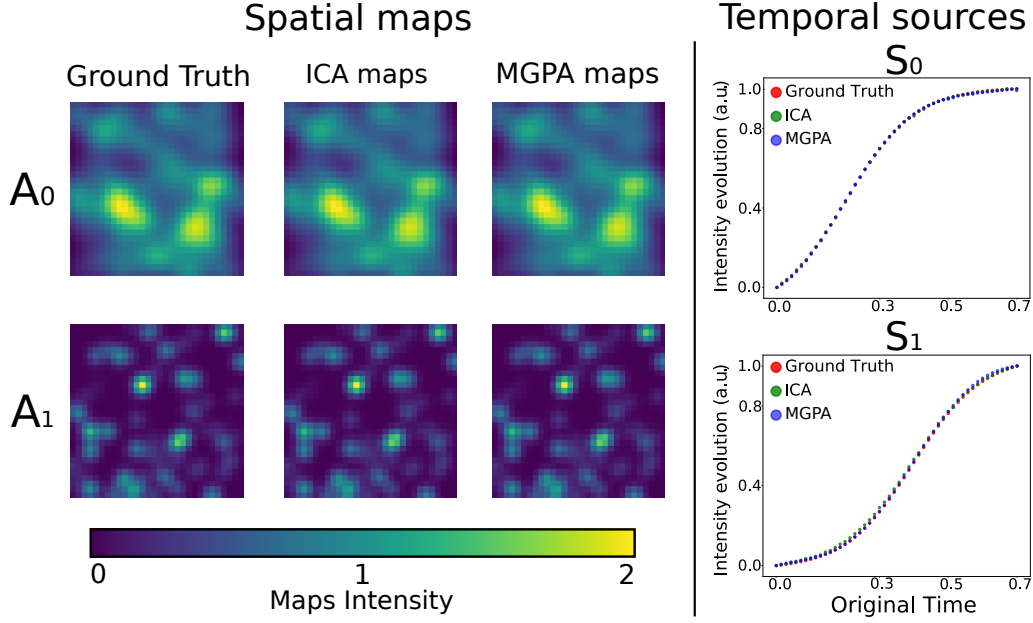 Spatial maps
Temporal sources
Ground Truth
ICA maps
MGPA maps
A0
A1
0
1
2
Maps Intensity
S0
Intensity evolution (a.u.)
1.0
0.8
0.4
0.0
Ground Truth
ICA
MGPA
0.0
0.3
0.5
0.7
S1
Intensity evolution (a.u)
1.0
0.8
0.4
0.0
Ground Truth
ICA
MGPA
0.0
0.3
0.5
0.7
Original Time